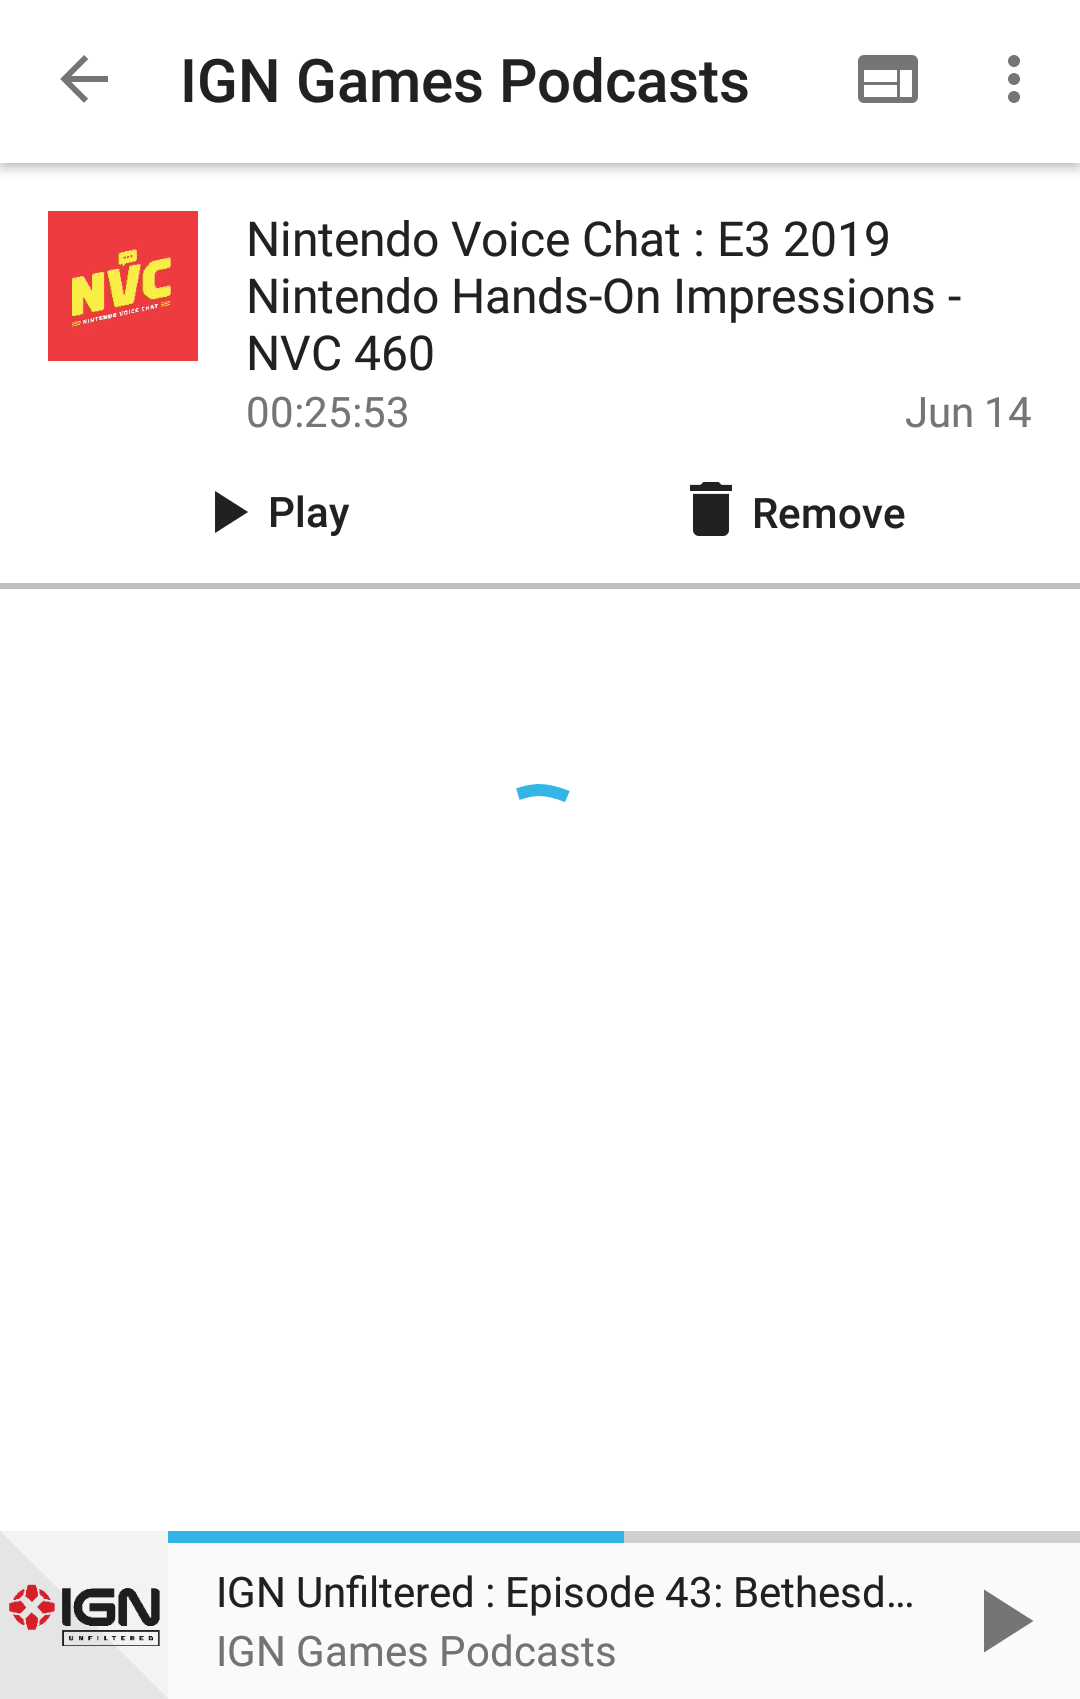 IGN Games Podcasts
NVC
NINTENDO VOICE CHAT
Nintendo Voice Chat : E3 2019
Nintendo Hands-On Impressions -
NVC 460
00:25:53
Jun 14
Play
Remove
IGN
UNFILTERED
IGN Unfiltered : Episode 43: Bethesd...
IGN Games Podcasts